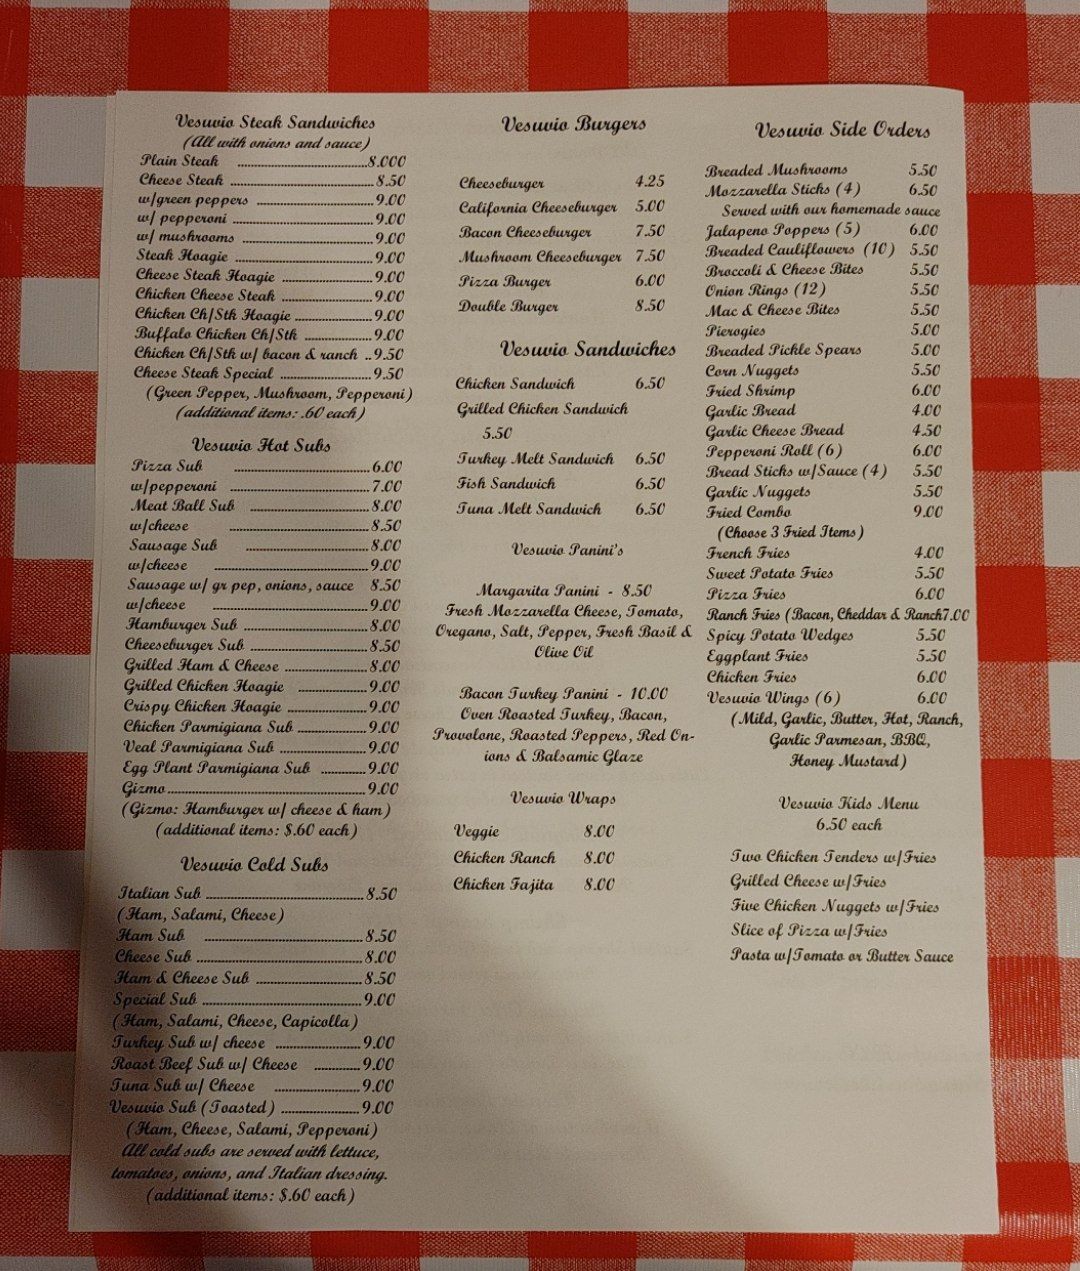 Vesuvio Steak Sandwiches
(All with onions and sauce)
Plain Steak ........8.000
Cheese Steak ........8.50
w/green peppers ........9.00
w/ pepperoni ........9.00
w/ mushrooms ........9.00
Steak Hoagie ........9.00
Cheese Steak Hoagie ........9.00
Chicken Cheese Steak ........9.00
Chicken Ch/Stk Hoagie ........9.00
Buffalo Chicken Ch/Stk ........9.00
Chicken Ch/Stk w/ bacon & ranch ..9.50
Cheese Steak Special ........9.50
(Green Pepper, Mushroom, Pepperoni)
(additional items: .60 each)
Vesuvio Hot Subs
Pizza Sub ........6.00
w/pepperoni ........7.00
Meat Ball Sub ........8.00
w/cheese ........8.50
Sausage Sub ........8.00
w/cheese ........9.00
Sausage w/ gr pep, onions, sauce 8.50
w/cheese ........9.00
Hamburger Sub ........8.00
Cheeseburger Sub ........8.50
Grilled Ham & Cheese ........8.00
Grilled Chicken Hoagie ........9.00
Crispy Chicken Hoagie ........9.00
Chicken Parmigiana Sub ........9.00
Veal Parmigiana Sub ........9.00
Egg Plant Parmigiana Sub ........9.00
Gizmo........9.00
(Gizmo: Hamburger w/ cheese & ham)
(additional items: $.60 each)
Vesuvio Cold Subs
Italian Sub ........8.50
(Ham, Salami, Cheese)
Ham Sub ........8.50
Cheese Sub ........8.00
Ham & Cheese Sub ........8.50
Special Sub ........9.00
(Ham, Salami, Cheese, Capicolla)
Turkey Sub w/ cheese ........9.00
Roast Beef Sub w/ Cheese ........9.00
Tuna Sub w/ Cheese ........9.00
Vesuvio Sub (Toasted) ........9.00
(Ham, Cheese, Salami, Pepperoni)
All cold subs are served with lettuce,
tomatoes, onions, and Italian dressing.
(additional items: $.60 each)
Vesuvio Burgers
Cheeseburger 4.25
California Cheeseburger 5.00
Bacon Cheeseburger 7.50
Mushroom Cheeseburger 7.50
Pizza Burger 6.00
Double Burger 8.50
Vesuvio Sandwiches
Chicken Sandwich 6.50
Grilled Chicken Sandwich
5.50
Turkey Melt Sandwich 6.50
Fish Sandwich 6.50
Tuna Melt Sandwich 6.50
Vesuvio Panini's
Margarita Panini - 8.50
Fresh Mozzarella Cheese, Tomato,
Oregano, Salt, Pepper, Fresh Basil &
Olive Oil
Bacon Turkey Panini - 10.00
Oven Roasted Turkey, Bacon,
Provolone, Roasted Peppers, Red On-
ions & Balsamic Glaze
Vesuvio Wraps
Veggie 8.00
Chicken Ranch 8.00
Chicken Fajita 8.00
Vesuvio Side Orders
Breaded Mushrooms 5.50
Mozzarella Sticks (4) 6.50
Served with our homemade sauce
Jalapeno Poppers (5) 6.00
Breaded Cauliflowers (10) 5.50
Broccoli & Cheese Bites 5.50
Onion Rings (12) 5.50
Mac & Cheese Bites 5.50
Pierogies 5.00
Breaded Pickle Spears 5.00
Corn Nuggets 5.50
Fried Shrimp 6.00
Garlic Bread 4.00
Garlic Cheese Bread 4.50
Pepperoni Roll (6) 6.00
Bread Sticks w/Sauce (4) 5.50
Garlic Nuggets 5.50
Fried Combo 9.00
(Choose 3 Fried Items)
French Fries 4.00
Sweet Potato Fries 5.50
Pizza Fries 6.00
Ranch Fries (Bacon, Cheddar & Ranch7.00
Spicy Potato Wedges 5.50
Eggplant Fries 5.50
Chicken Fries 6.00
Vesuvio Wings (6) 6.00
(Mild, Garlic, Butter, Hot, Ranch,
Garlic Parmesan, BBQ,
Honey Mustard)
Vesuvio Kids Menu
6.50 each
Two Chicken Tenders w/Fries
Grilled Cheese w/Fries
Five Chicken Nuggets w/Fries
Slice of Pizza w/Fries
Pasta w/Tomato or Butter Sauce